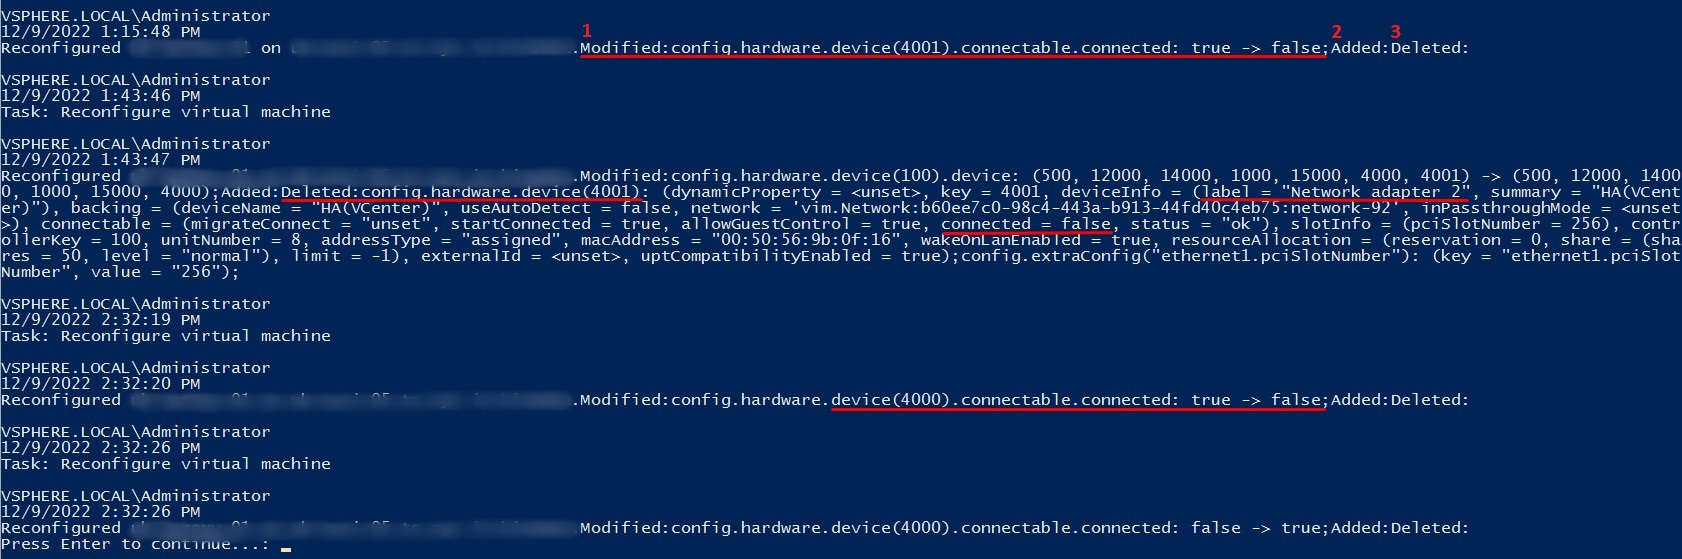 VSPHERE.LOCAL\Administrator
12/9/2022 1:15:48 PM
1 2 3
Reconfigured on .Modified:config.hardware.device(4001).connectable.connected: true -> false;Added:Deleted:
VSPHERE.LOCAL\Administrator
12/9/2022 1:43:46 PM
Task: Reconfigure virtual machine
VSPHERE.LOCAL\Administrator
12/9/2022 1:43:47 PM
Reconfigured .Modified:config.hardware.device(100).device: (500, 12000, 14000, 1000, 15000, 4000, 4001) -> (500, 12000, 1400
0, 1000, 15000, 4000);Added:Deleted:config.hardware.device(4001): (dynamicProperty = <unset>, key = 4001, deviceInfo = (label = "Network adapter 2", summary = "HA(VCent
er)"), backing = (deviceName = "HA(VCenter)", useAutoDetect = false, network = 'vim.Network:b60ee7c0-98c4-443a-b913-44fd40c4eb75:network-92', inPassthroughMode = <unset
>), connectable = (migrateConnect = "unset", startConnected = true, allowGuestControl = true, connected = false, status = "ok"), slotInfo = (pciSlotNumber = 256), contr
ollerKey = 100, unitNumber = 8, addressType = "assigned", macAddress = "00:50:56:9b:0f:16", wakeOnLanEnabled = true, resourceAllocation = (reservation = 0, share = (sha
res = 50, level = "normal"), limit = -1), externalId = <unset>, uptCompatibilityEnabled = true);config.extraConfig("ethernet1.pciSlotNumber"): (key = "ethernet1.pciSlot
Number", value = "256");
VSPHERE.LOCAL\Administrator
12/9/2022 2:32:19 PM
Task: Reconfigure virtual machine
VSPHERE.LOCAL\Administrator
12/9/2022 2:32:20 PM
Reconfigured .Modified:config.hardware.device(4000).connectable.connected: true -> false;Added:Deleted:
VSPHERE.LOCAL\Administrator
12/9/2022 2:32:26 PM
Task: Reconfigure virtual machine
VSPHERE.LOCAL\Administrator
12/9/2022 2:32:26 PM
Reconfigured .Modified:config.hardware.device(4000).connectable.connected: false -> true;Added:Deleted:
Press Enter to continue...: